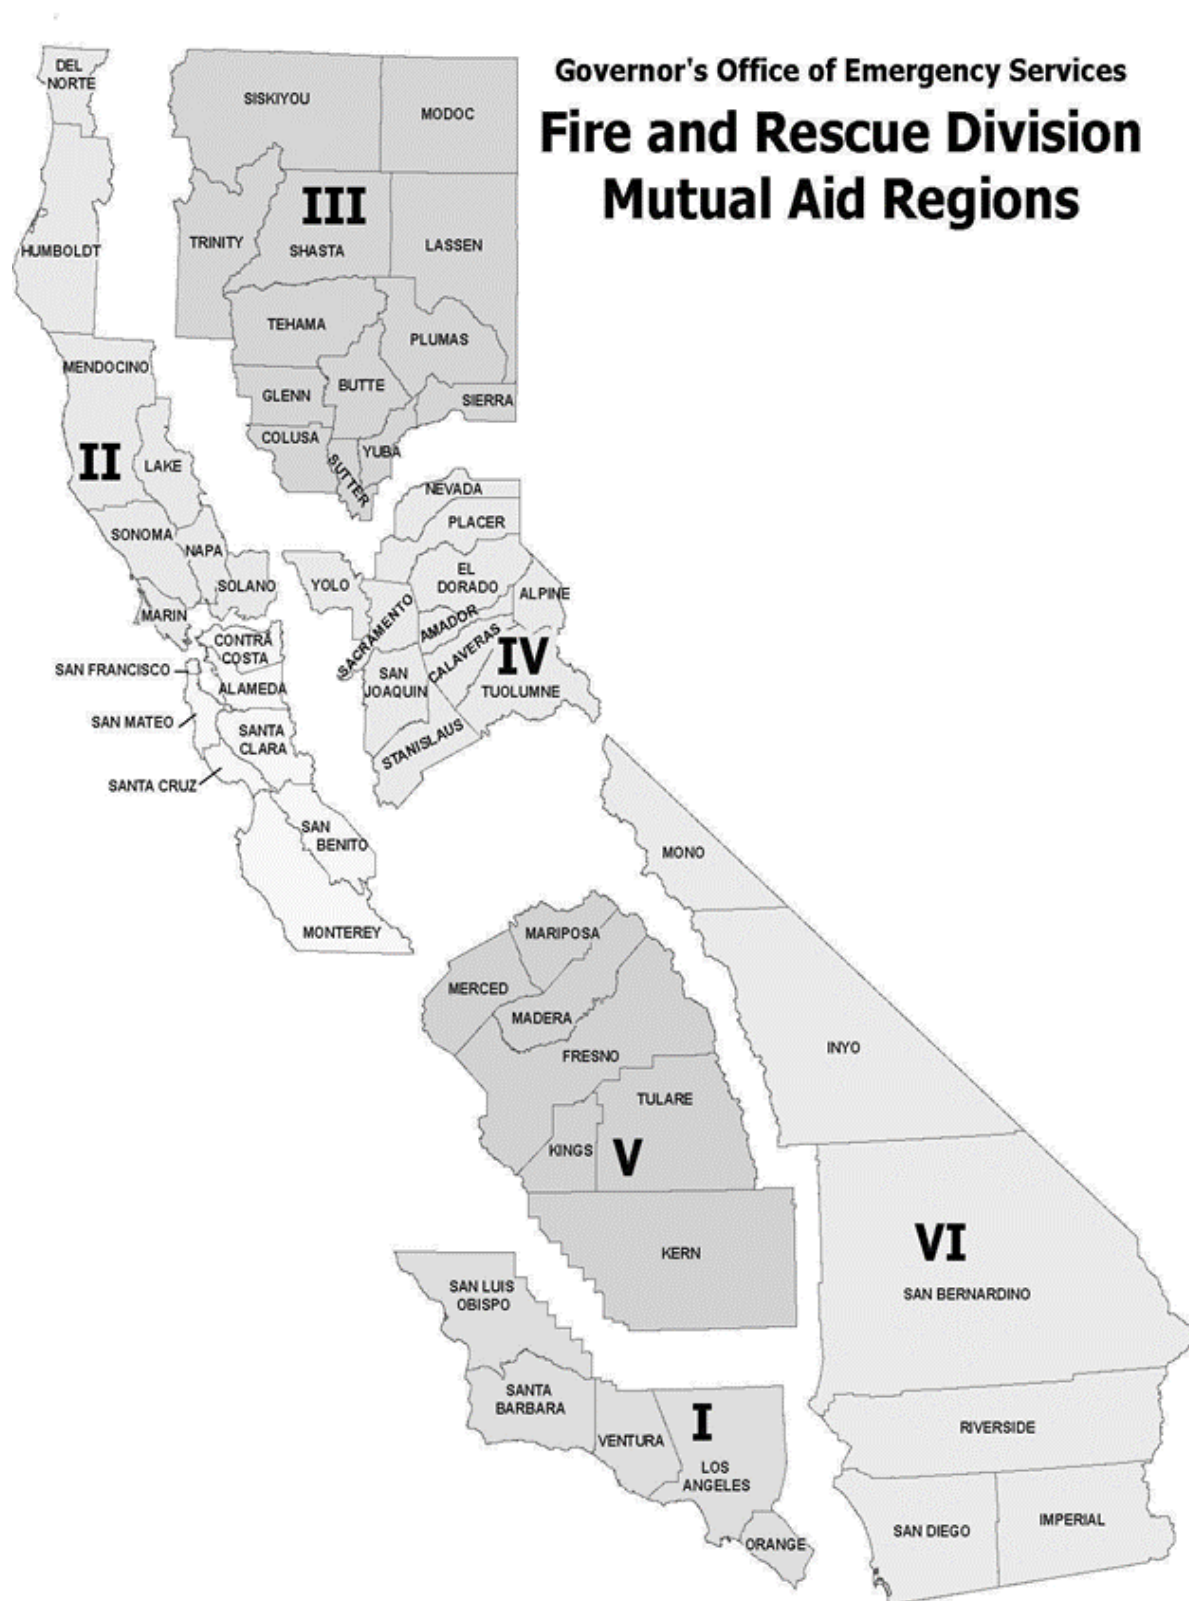 Governor's Office of Emergency Services
Fire and Rescue Division
Mutual Aid Regions
DEL
NORTE
HUMBOLDT
MENDOCINO
II
LAKE
SONOMA
NAPA
SOLANO
MARIN
CONTRA
COSTA
SAN FRANCISCO
ALAMEDA
SAN MATEO
SANTA
CLARA
SANTA CRUZ
SAN
BENITO
MONTEREY
SISKIYOU
MODOC
III
TRINITY
SHASTA
LASSEN
TEHAMA
PLUMAS
GLENN
BUTTE
SIERRA
COLUSA
YUBA
SUTTER
NEVADA
PLACER
YOLO
EL
DORADO
ALPINE
SACRAMENTO
AMADOR
CALAVERAS
IV
SAN
JOAQUIN
TUOLUMNE
STANISLAUS
MARIPOSA
MERCED
MADERA
FRESNO
TULARE
KINGS
V
KERN
SAN LUIS
OBISPO
SANTA
BARBARA
VENTURA
I
LOS
ANGELES
ORANGE
MONO
INYO
VI
SAN BERNARDINO
RIVERSIDE
SAN DIEGO
IMPERIAL